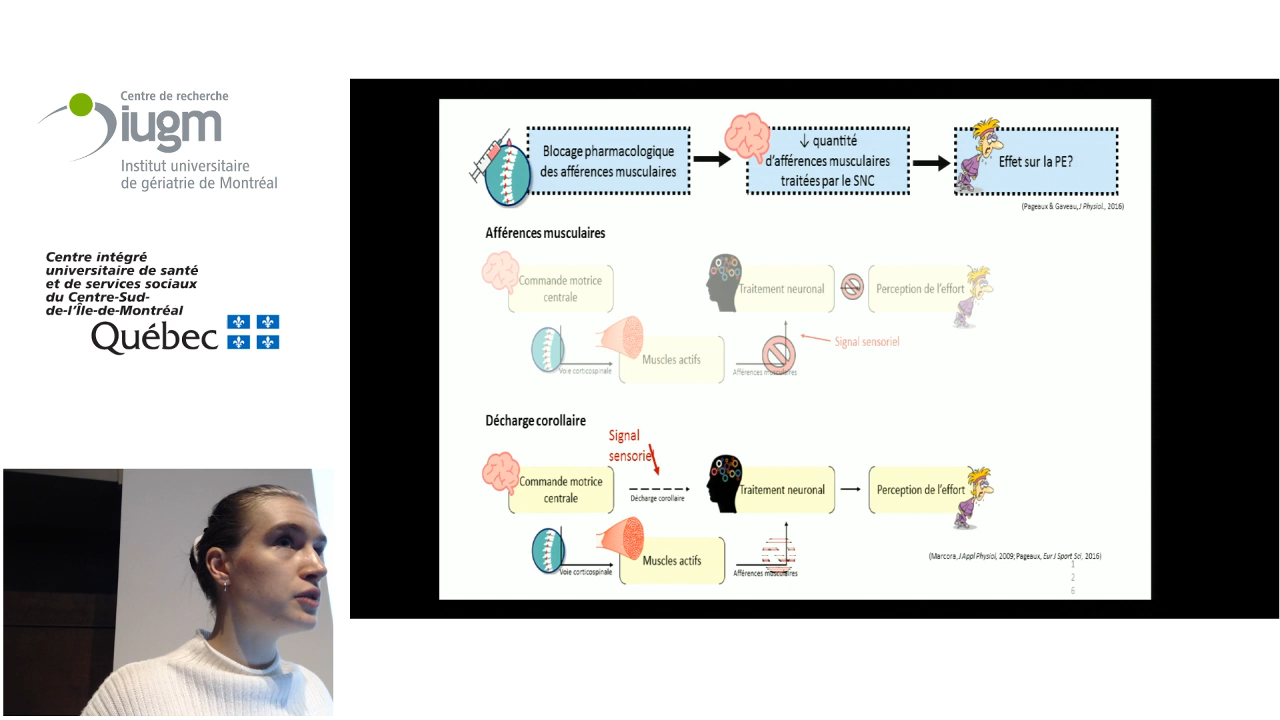 Centre de recherche
iugm
Institut universitaire
de gériatrie de Montréal
Centre intégré
universitaire de santé
et de services sociaux
du Centre-Sud-
de-l'Île-de-Montréal
Québec
Blocage pharmacologique
des afférences musculaires
↓ quantité
d'afférences musculaires
traitées par le SNC
Effet sur la PE?
(Pageaux & Gaveau, J Physiol., 2016)
Afférences musculaires
Commande motrice
centrale
Traitement neuronal
Perception de l'effort
Signal sensoriel
Voie corticospinale
Muscles actifs
Afférences musculaires
Décharge corollaire
Signal
sensoriel
Commande motrice
centrale
Décharge corollaire
Traitement neuronal
Perception de l'effort
Voie corticospinale
Muscles actifs
Afférences musculaires
(Marcora, J Appl Physiol, 2009; Pageaux, Eur J Sport Sci, 2016)
1
2
6